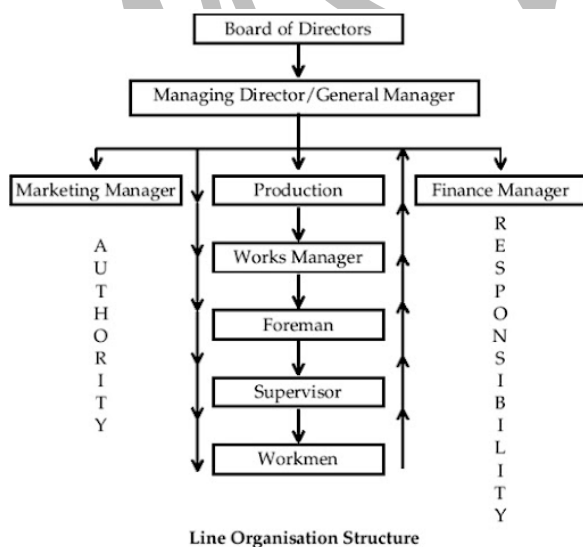 Board of Directors
Managing Director/General Manager
Marketing Manager
Production
Finance Manager
Works Manager
Foreman
Supervisor
Workmen
AUTHORITY
RESPONSIBILITY
Line Organisation Structure